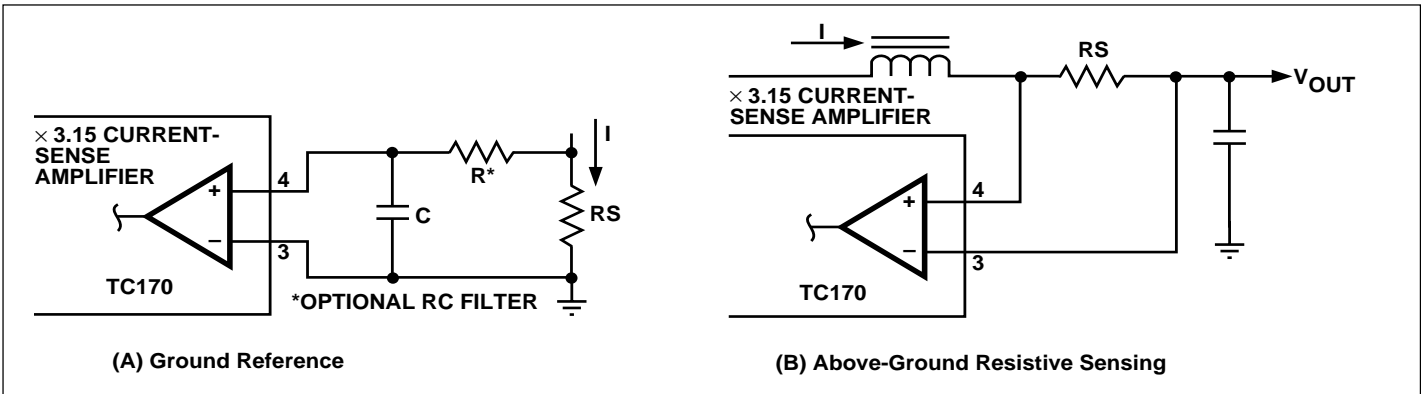 × 3.15 CURRENT-
SENSE
AMPLIFIER
+
–
4
3
TC170
C
R*
I
RS
*OPTIONAL RC FILTER
(A) Ground Reference
I
RS
VOUT
× 3.15 CURRENT-
SENSE AMPLIFIER
+
–
4
3
TC170
(B) Above-Ground Resistive Sensing